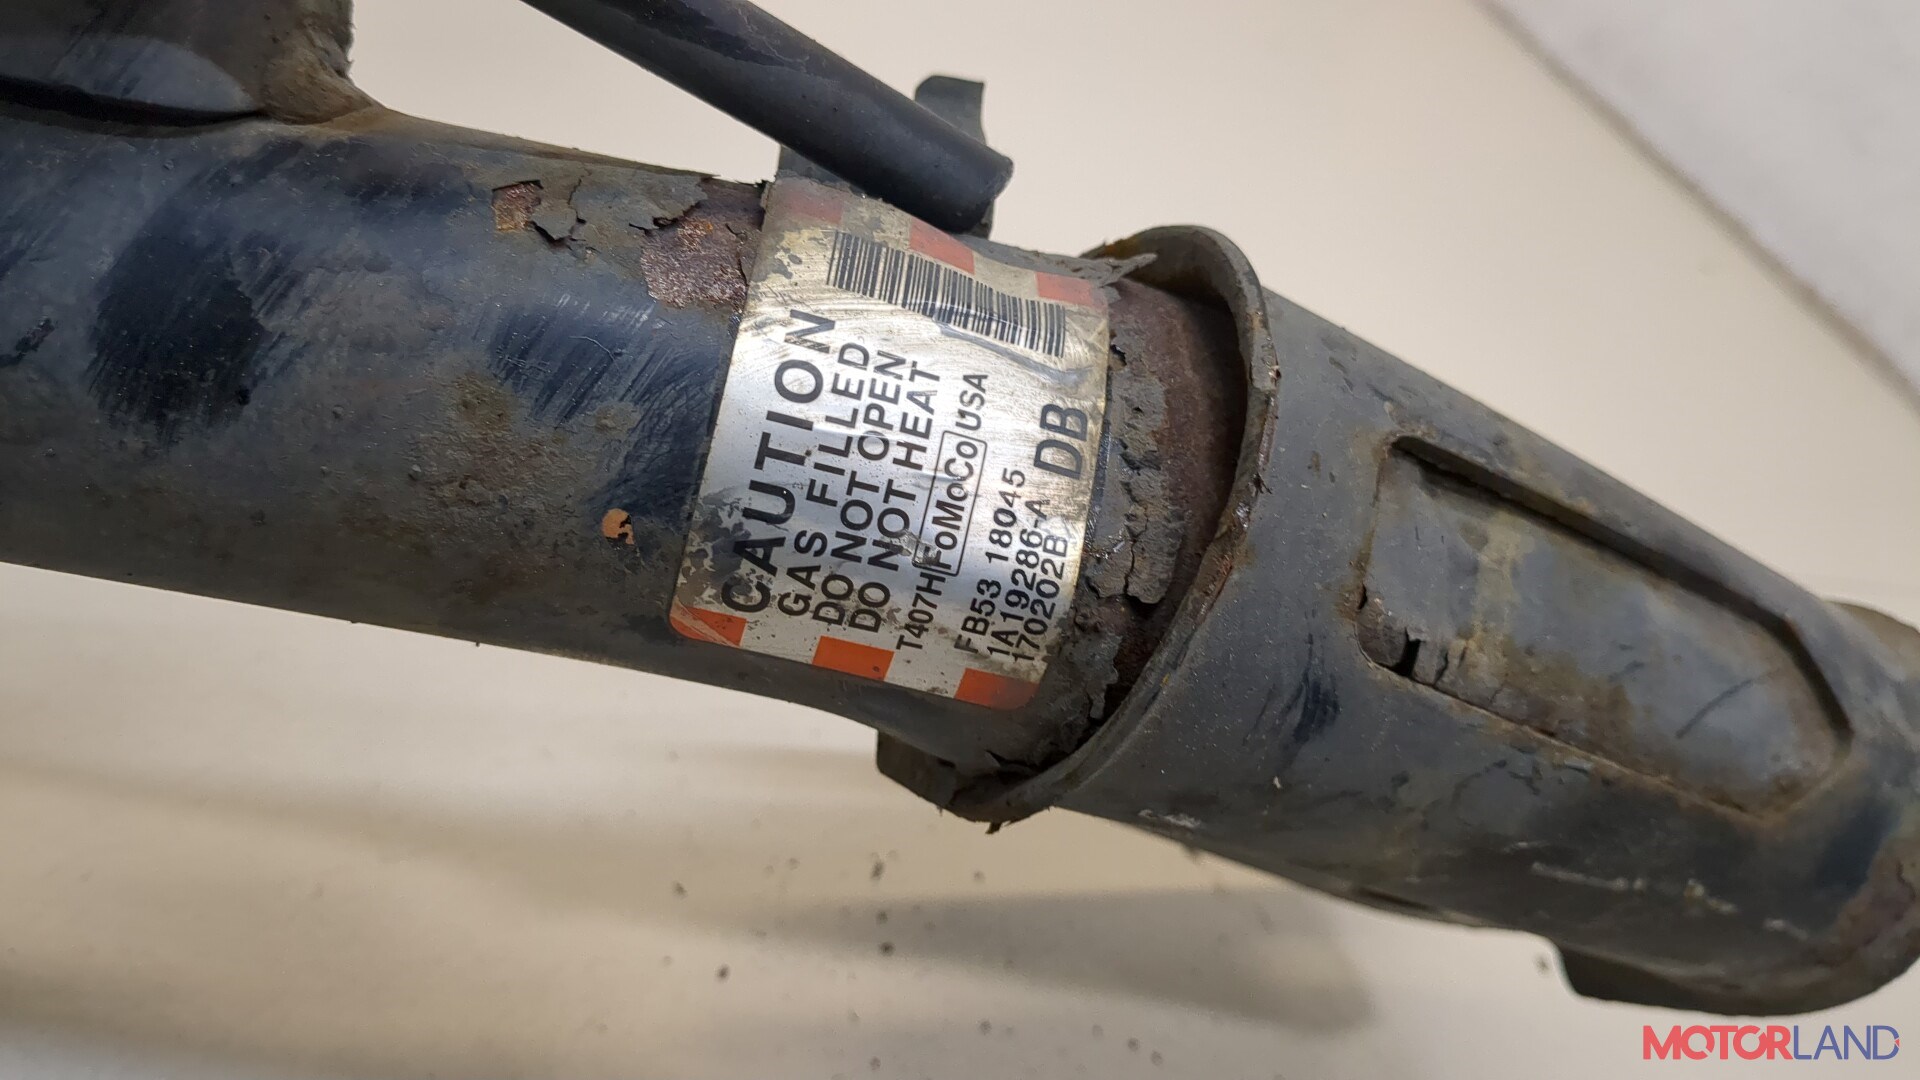 CAUTION
GAS FILLED
DO NOT OPEN
DO NOT HEAT
T407H FoMoCo USA
FB53 18045
1A19286-A DB
170202B
MOTORLAND